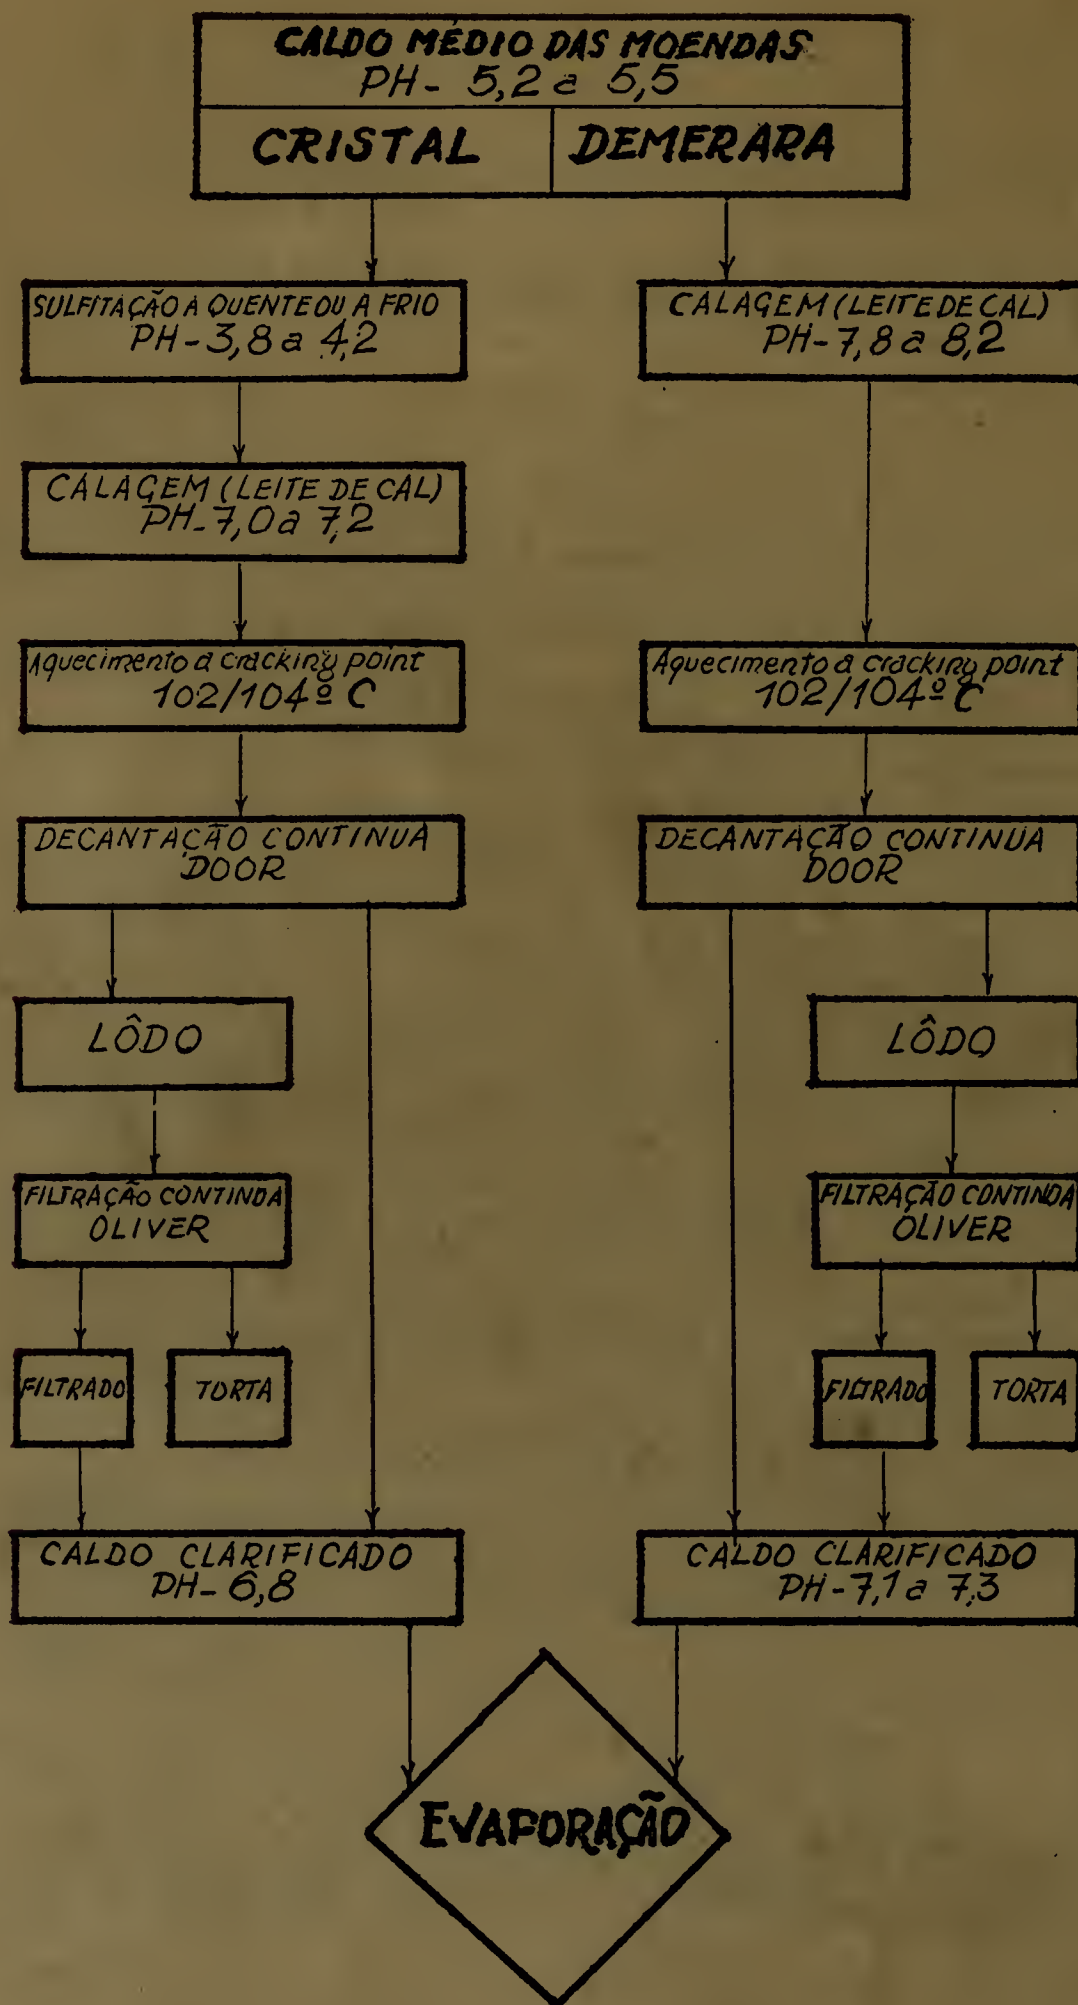 CALDO MÉDIO DAS MOENDAS
PH- 5,2 a 5,5
CRISTAL
DEMERARA
SULFITAÇÃO A QUENTE OU A FRIO
PH-3,8 a 4,2
CALAGEM (LEITE DE CAL)
PH-7,0 a 7,2
Aquecimento a cracking point
102/104º C
DECANTAÇÃO CONTINUA
DOOR
LÔDO
FILTRAÇÃO CONTINUA
OLIVER
FILTRADO
TORTA
CALDO CLARIFICADO
PH-6,8
CALAGEM (LEITE DE CAL)
PH-7,8 a 8,2
Aquecimento a cracking point
102/104º C
DECANTAÇÃO CONTINUA
DOOR
LÔDO
FILTRAÇÃO CONTINUA
OLIVER
FILTRADO
TORTA
CALDO CLARIFICADO
PH-7,1 a 7,3
EVAPORAÇÃO